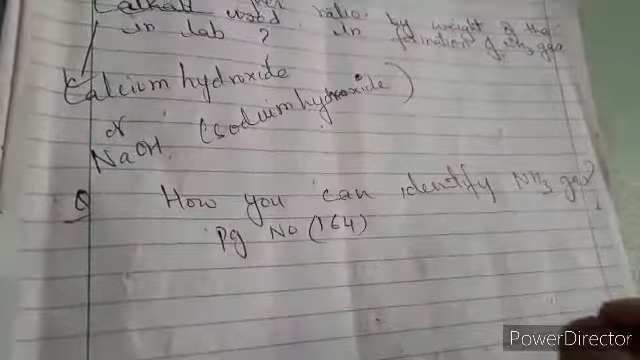 used ratio by weight of the
in lab ? in formation of NH3 gas
Calcium hydroxide
or (sodium hydroxide)
NaOH.
Q How you can identify NH3 gas?
Pg No (164)
PowerDirector